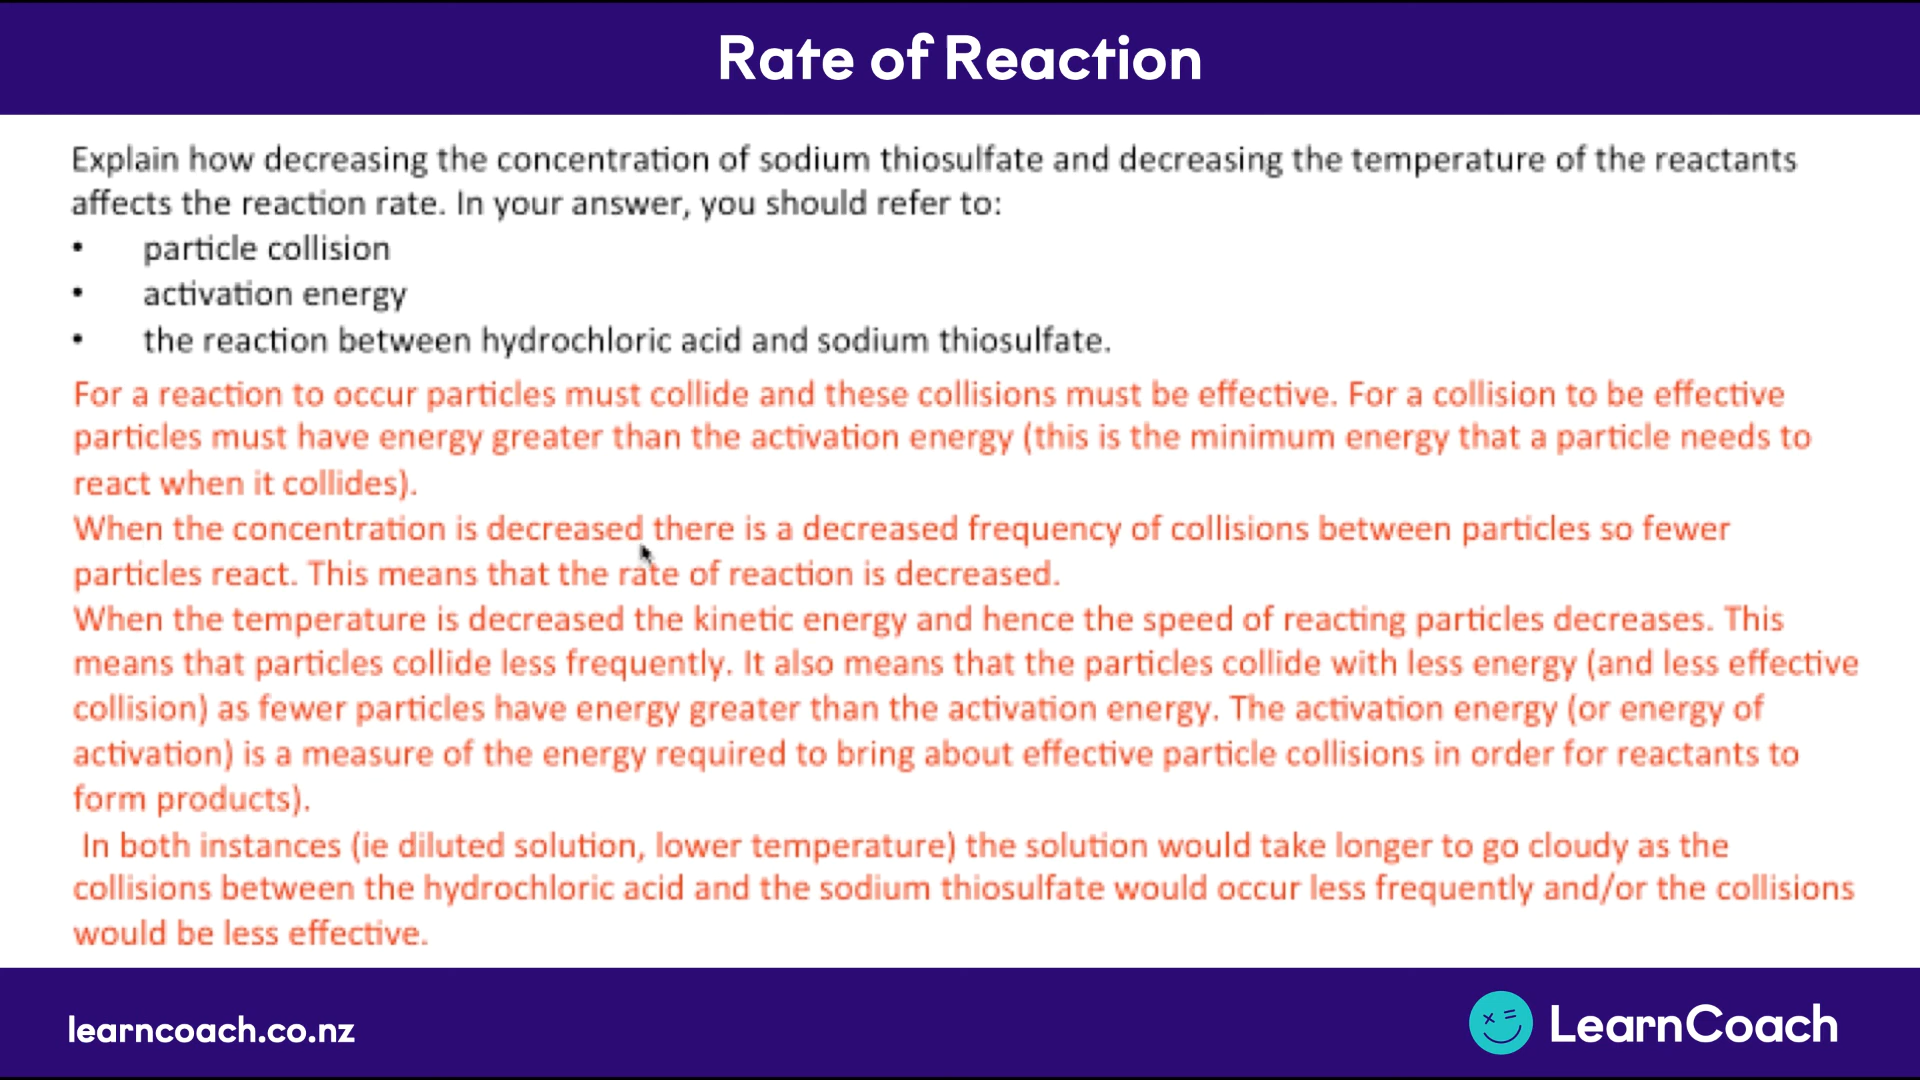 Rate of Reaction
Explain how decreasing the concentration of sodium thiosulfate and decreasing the temperature of the reactants
affects the reaction rate. In your answer, you should refer to:
• particle collision
• activation energy
• the reaction between hydrochloric acid and sodium thiosulfate.
For a reaction to occur particles must collide and these collisions must be effective. For a collision to be effective
particles must have energy greater than the activation energy (this is the minimum energy that a particle needs to
react when it collides).
When the concentration is decreased there is a decreased frequency of collisions between particles so fewer
particles react. This means that the rate of reaction is decreased.
When the temperature is decreased the kinetic energy and hence the speed of reacting particles decreases. This
means that particles collide less frequently. It also means that the particles collide with less energy (and less effective
collision) as fewer particles have energy greater than the activation energy. The activation energy (or energy of
activation) is a measure of the energy required to bring about effective particle collisions in order for reactants to
form products).
In both instances (ie diluted solution, lower temperature) the solution would take longer to go cloudy as the
collisions between the hydrochloric acid and the sodium thiosulfate would occur less frequently and/or the collisions
would be less effective.
learncoach.co.nz
LearnCoach